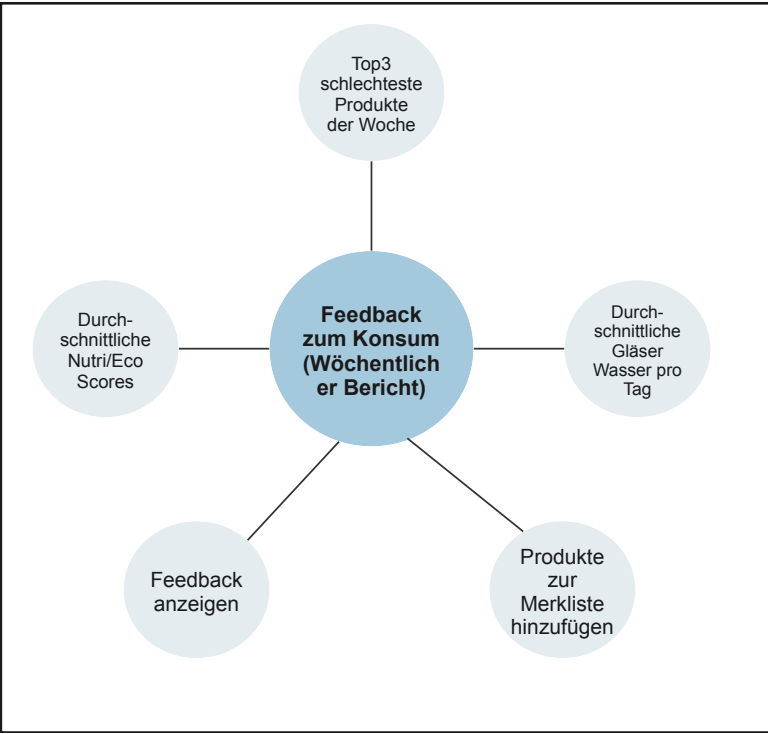 Top3
schlechteste
Produkte
der Woche
Durch-
schnittliche
Nutri/Eco
Scores
Feedback
zum Konsum
(Wöchentlich
er Bericht)
Durch-
schnittliche
Gläser
Wasser pro
Tag
Feedback
anzeigen
Produkte
zur
Merkliste
hinzufügen